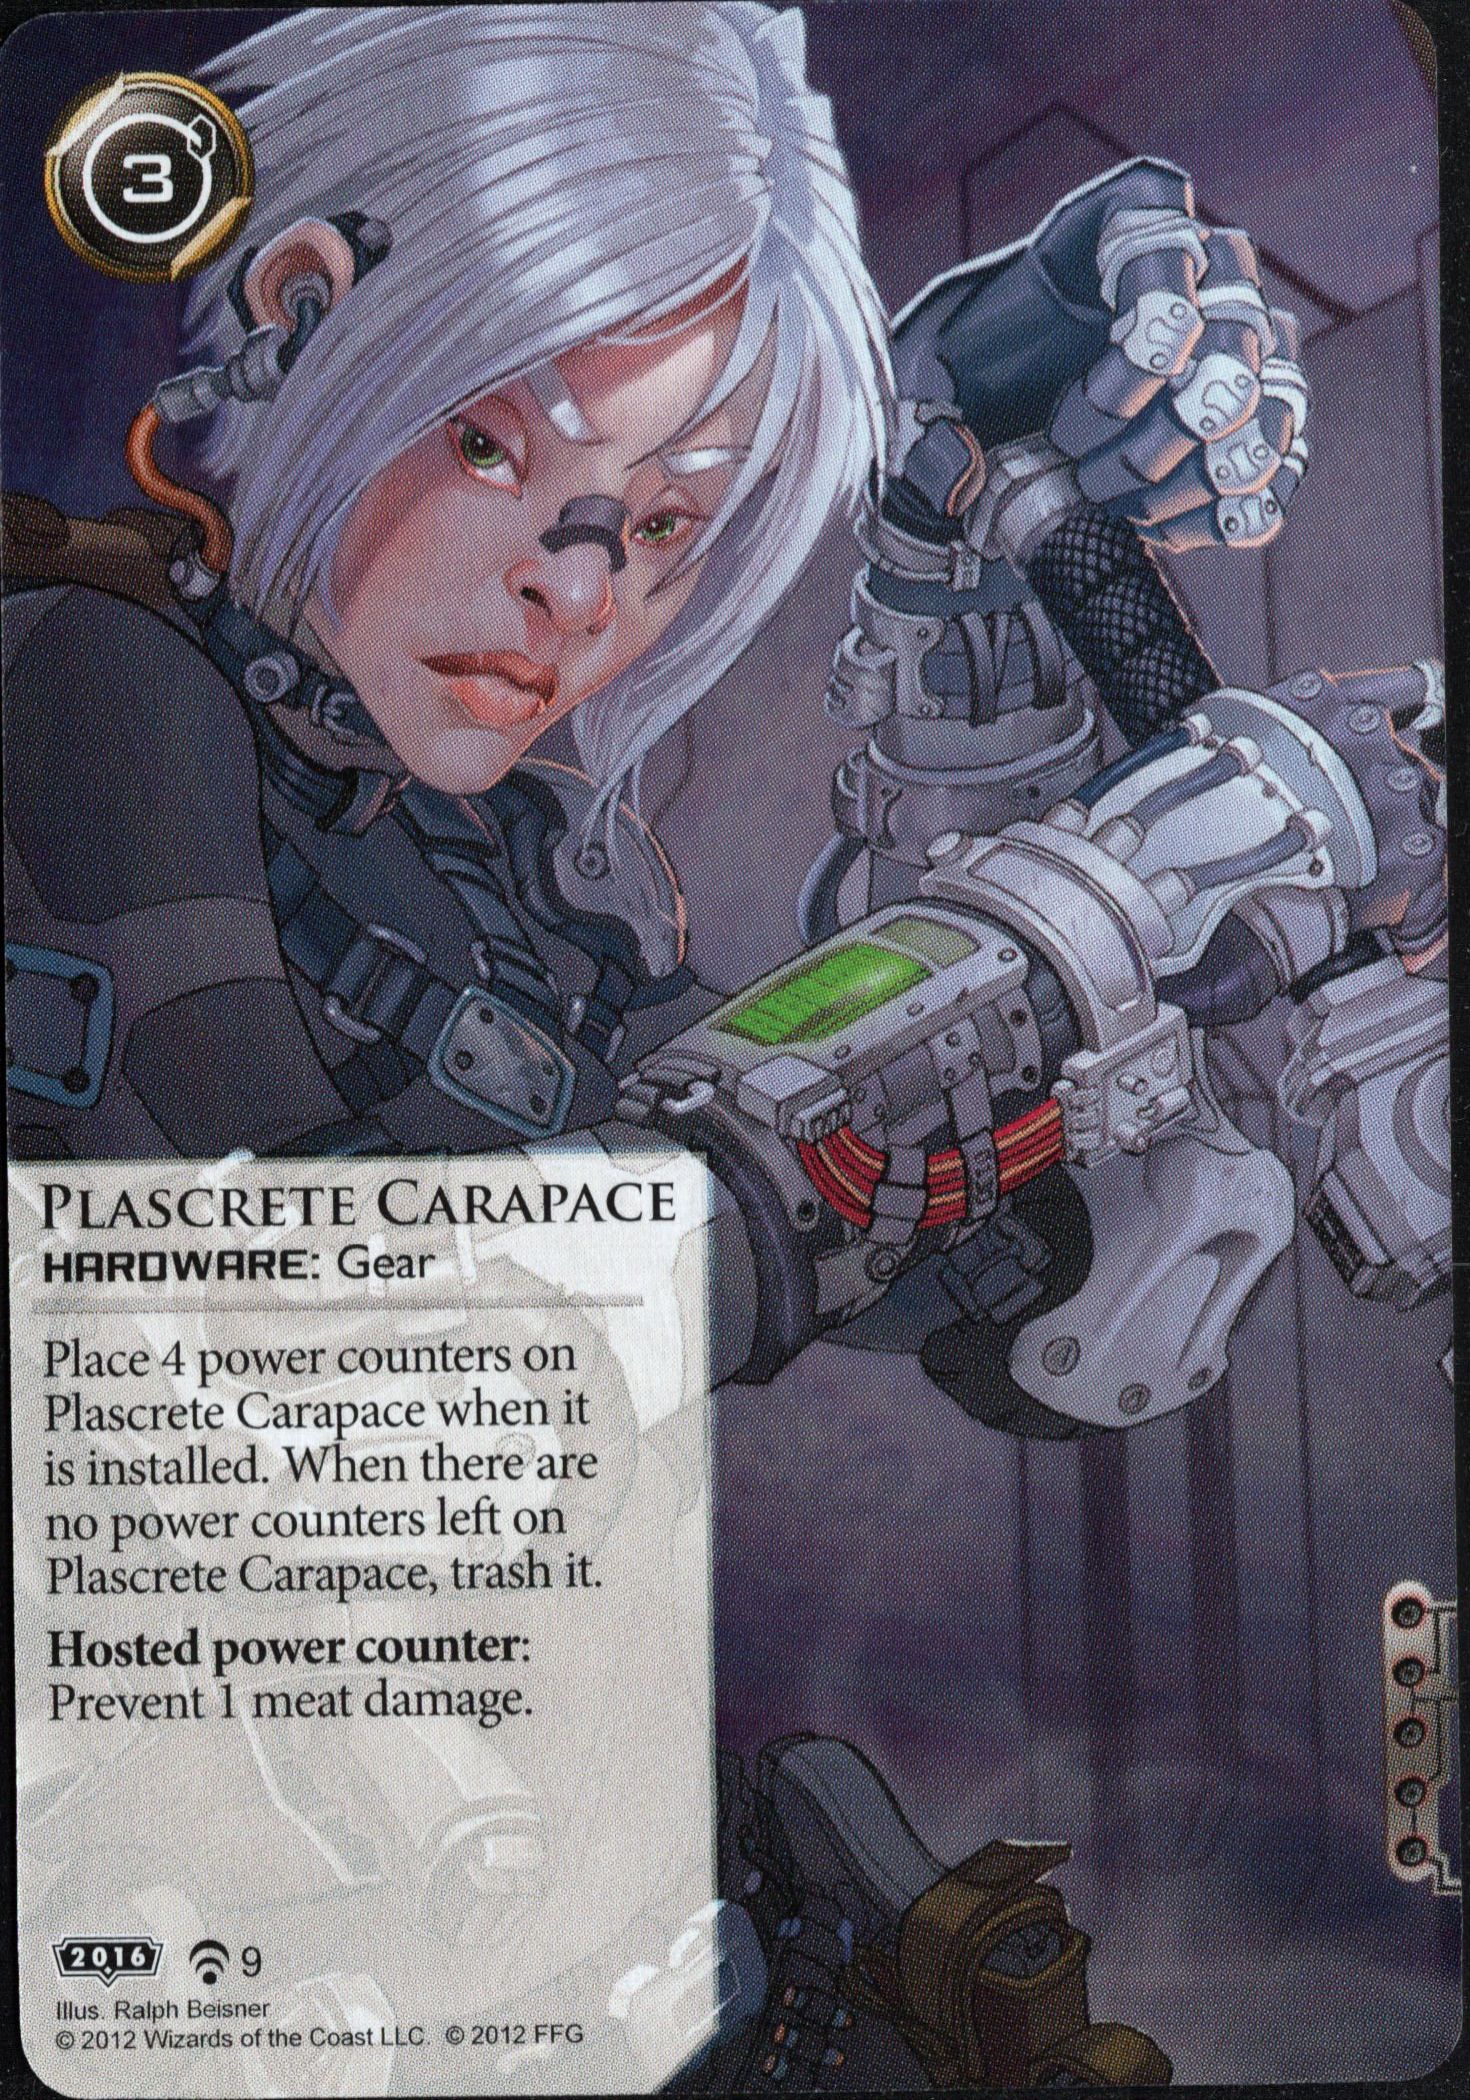 3
PLASCRETE CARAPACE
HARDWARE: Gear
Place 4 power counters on
Plascrete Carapace when it
is installed. When there are
no power counters left on
Plascrete Carapace, trash it.
Hosted power counter:
Prevent 1 meat damage.
2016 9
Illus. Ralph Beisner
© 2012 Wizards of the Coast LLC. © 2012 FFG